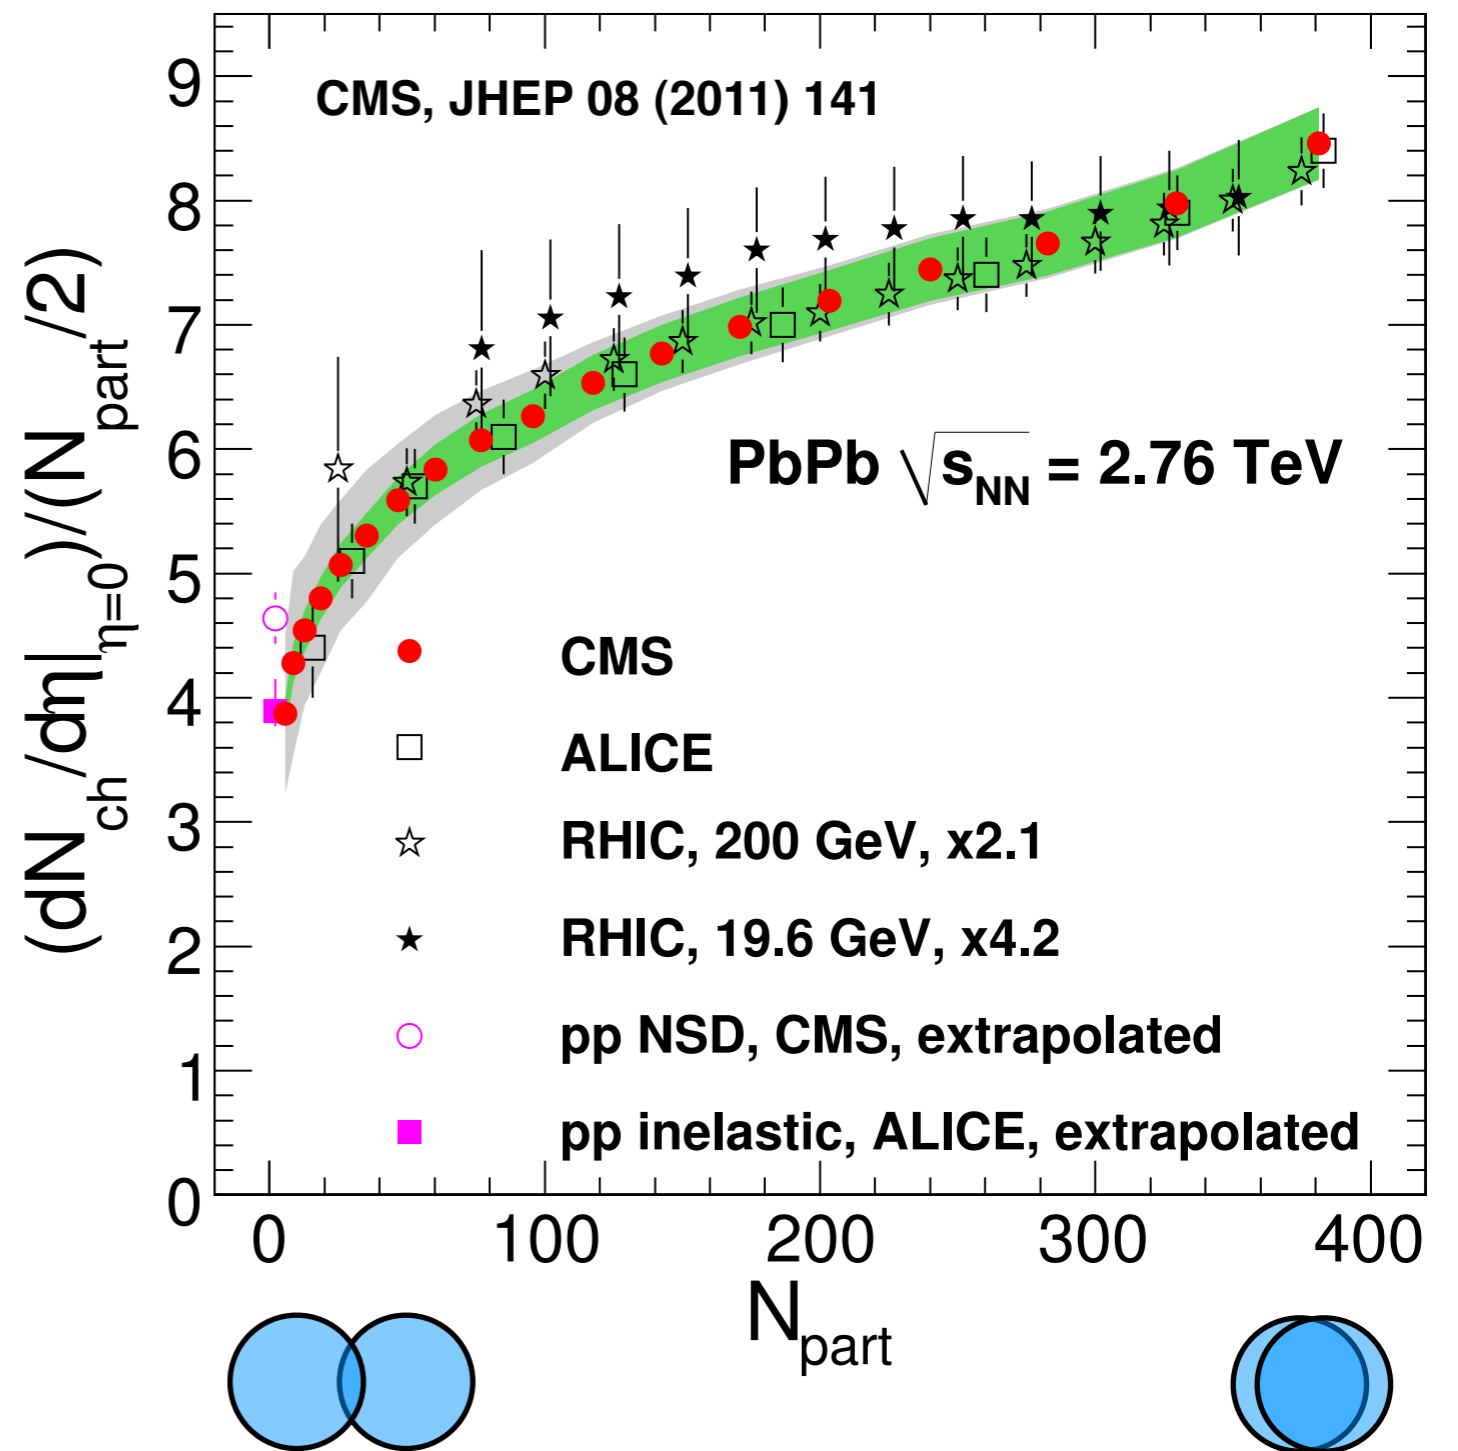 CMS, JHEP 08 (2011) 141
(dN_ch/dη|_η=0)/(N_part/2)
9
8
7
6
5
4
3
2
1
0
PbPb √s_NN = 2.76 TeV
CMS
ALICE
RHIC, 200 GeV, x2.1
RHIC, 19.6 GeV, x4.2
pp NSD, CMS, extrapolated
pp inelastic, ALICE, extrapolated
0 100 200 300 400
N_part